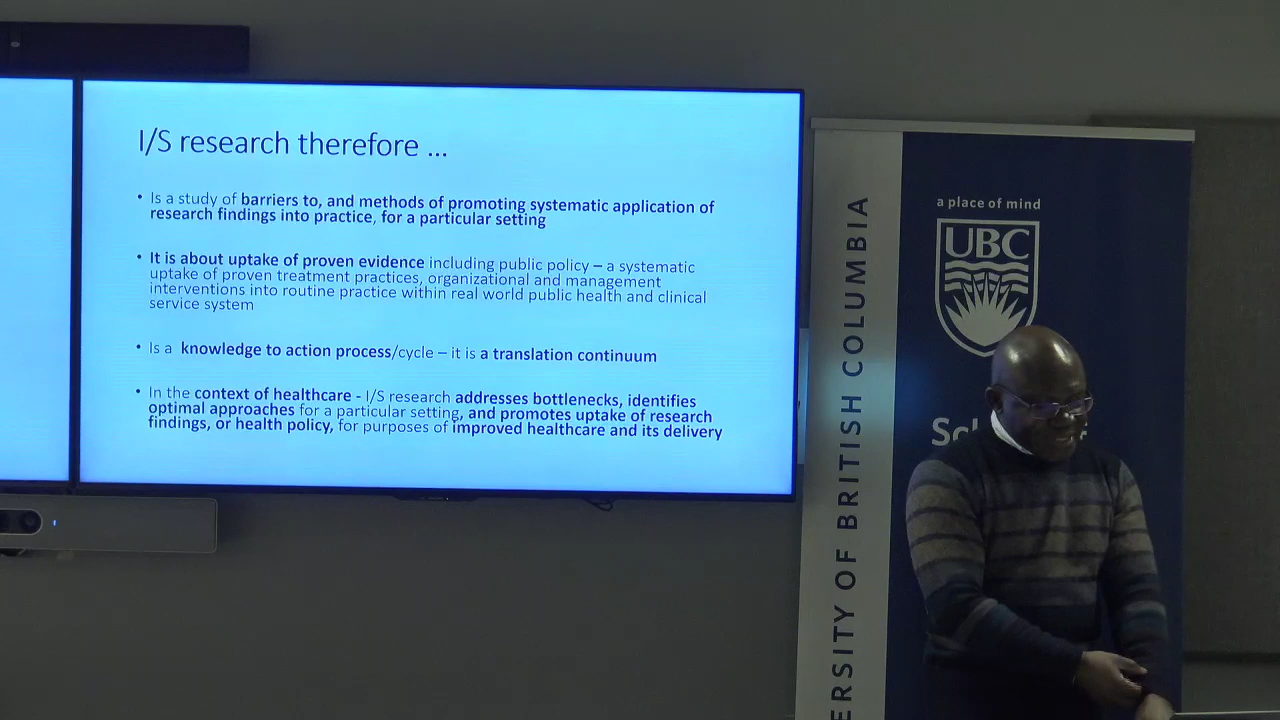 I/S research therefore ...
• Is a study of barriers to, and methods of promoting systematic application of
research findings into practice, for a particular setting
• It is about uptake of proven evidence including public policy – a systematic
uptake of proven treatment practices, organizational and management
interventions into routine practice within real world public health and clinical
service system
• Is a knowledge to action process/cycle – it is a translation continuum
• In the context of healthcare - I/S research addresses bottlenecks, identifies
optimal approaches for a particular setting, and promotes uptake of research
findings, or health policy, for purposes of improved healthcare and its delivery
ERSITY OF BRITISH COLUMBIA
a place of mind
UBC